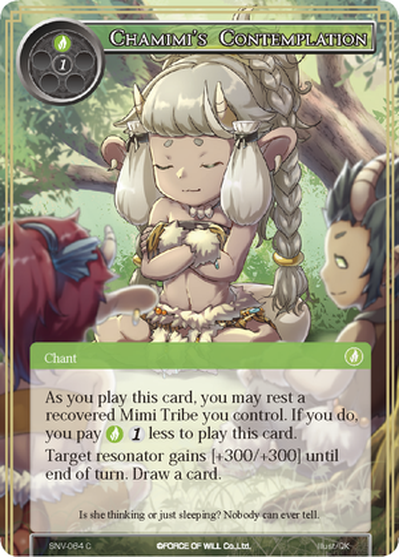 Chamimi's Contemplation
1
Chant
As you play this card, you may rest a
recovered Mimi Tribe you control. If you do,
you pay 1 less to play this card.
Target resonator gains [+300/+300] until
end of turn. Draw a card.
Is she thinking or just sleeping? Nobody can ever tell.
SNV-064 C ©FORCE OF WILL Co.,Ltd. Illust/QK